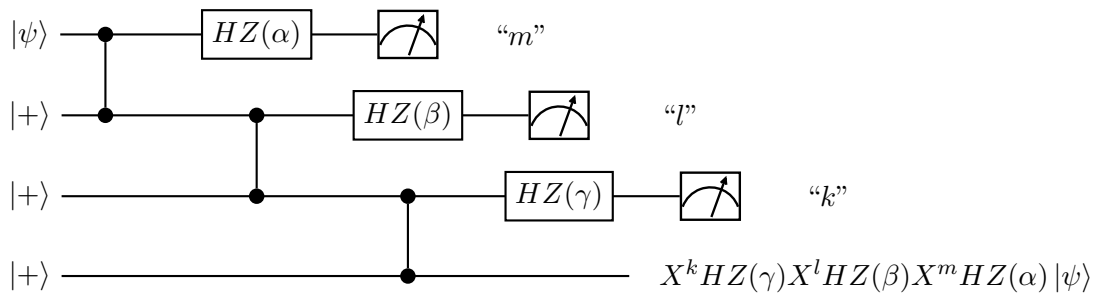 |ψ⟩ HZ(α) “m”
|+⟩ HZ(β) “l”
|+⟩ HZ(γ) “k”
|+⟩ X^k HZ(γ)X^l HZ(β)X^m HZ(α) |ψ⟩